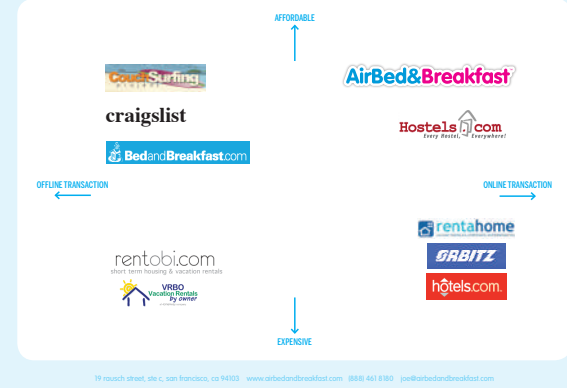 AFFORDABLE
CouchSurfing
PROJECT
AirBed&Breakfast
craigslist
Hostels.com
Every Hostel, Everywhere!
BedandBreakfast.com
OFFLINE TRANSACTION
ONLINE TRANSACTION
rentahome
ORBITZ
rentobi.com
short term housing & vacation rentals
hotels.com.
VRBO
Vacation Rentals
by owner
EXPENSIVE
19 rausch street, ste c, san francisco, ca 94103 www.airbedandbreakfast.com (888) 461 8180 joe@airbedandbreakfast.com